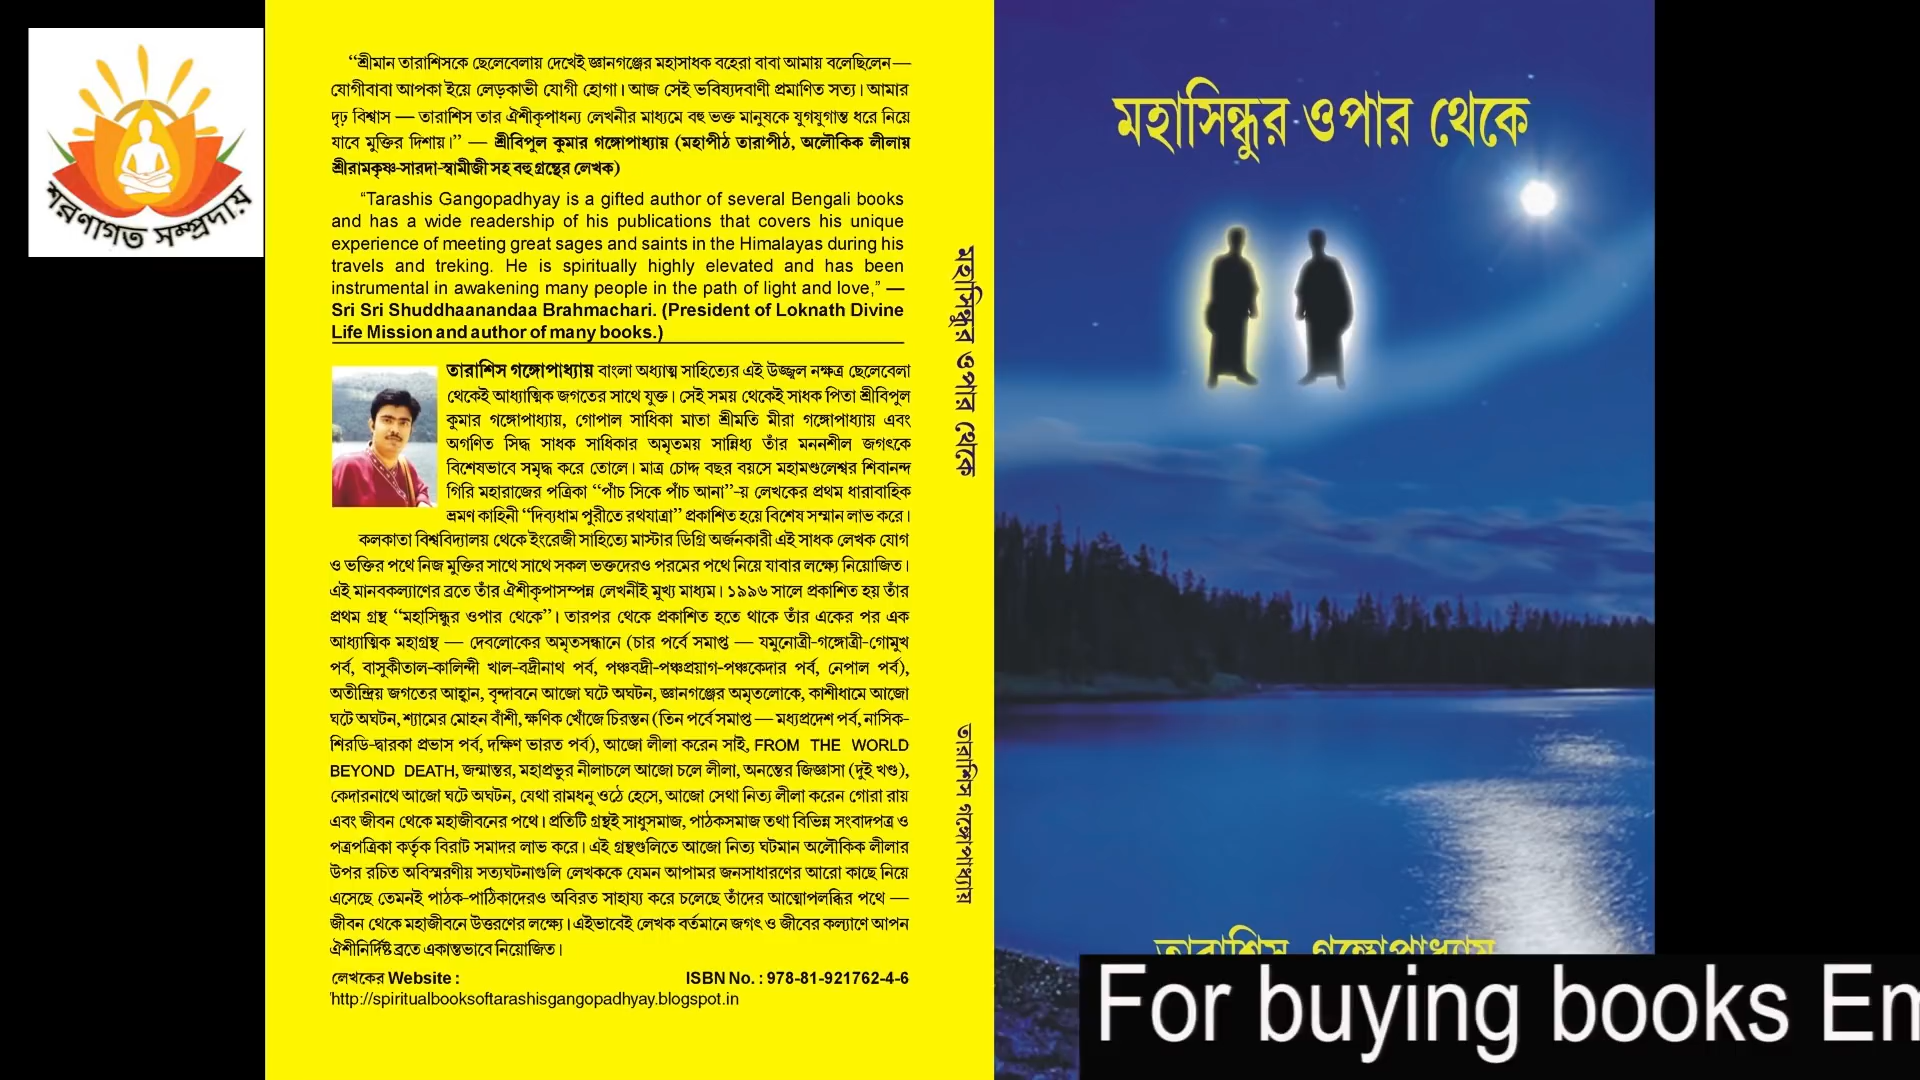 শরণাগত সম্প্রদায়
“শ্রীমান তারাশিসকে ছেলেবেলায় দেখেই জ্ঞানগঞ্জের মহাসাধক বহেরা বাবা আমায় বলেছিলেন—
যোগীবাবা আপকা ইয়ে লেড়কাভী যোগী হোগা। আজ সেই ভবিষ্যদবাণী প্রমাণিত সত্য। আমার
দৃঢ় বিশ্বাস — তারাশিস তার ঐশীকৃপাধন্য লেখনীর মাধ্যমে বহু ভক্ত মানুষকে যুগযুগান্ত ধরে নিয়ে
যাবে মুক্তির দিশায়।” — শ্রীবিপুল কুমার গঙ্গোপাধ্যায় (মহাপীঠ তারাপীঠ, অলৌকিক লীলায়
শ্রীরামকৃষ্ণ-সারদা-স্বামীজী সহ বহু গ্রন্থের লেখক)
“Tarashis Gangopadhyay is a gifted author of several Bengali books
and has a wide readership of his publications that covers his unique
experience of meeting great sages and saints in the Himalayas during his
travels and treking. He is spiritually highly elevated and has been
instrumental in awakening many people in the path of light and love,” —
Sri Sri Shuddhaanandaa Brahmachari. (President of Loknath Divine
Life Mission and author of many books.)
তারাশিস গঙ্গোপাধ্যায় বাংলা অধ্যাত্ম সাহিত্যের এই উজ্জ্বল নক্ষত্র ছেলেবেলা
থেকেই আধ্যাত্মিক জগতের সাথে যুক্ত। সেই সময় থেকেই সাধক পিতা শ্রীবিপুল
কুমার গঙ্গোপাধ্যায়, গোপাল সাধিকা মাতা শ্রীমতি মীরা গঙ্গোপাধ্যায় এবং
অগণিত সিদ্ধ সাধক সাধিকার অমৃতময় সান্নিধ্য তাঁর মননশীল জগৎকে
বিশেষভাবে সমৃদ্ধ করে তোলে। মাত্র চোদ্দ বছর বয়সে মহামণ্ডলেশ্বর শিবানন্দ
গিরি মহারাজের পত্রিকা “পাঁচ সিকে পাঁচ আনা”-য় লেখকের প্রথম ধারাবাহিক
ভ্রমণ কাহিনী “দিব্যধাম পুরীতে রথযাত্রা” প্রকাশিত হয়ে বিশেষ সম্মান লাভ করে।
কলকাতা বিশ্ববিদ্যালয় থেকে ইংরেজী সাহিত্যে মাস্টার ডিগ্রি অর্জনকারী এই সাধক লেখক যোগ
ও ভক্তির পথে নিজ মুক্তির সাথে সাথে সকল ভক্তদেরও পরমের পথে নিয়ে যাবার লক্ষ্যে নিয়োজিত।
এই মানবকল্যাণের ব্রতে তাঁর ঐশীকৃপাসম্পন্ন লেখনীই মুখ্য মাধ্যম। ১৯৯৬ সালে প্রকাশিত হয় তাঁর
প্রথম গ্রন্থ “মহাসিন্ধুর ওপার থেকে”। তারপর থেকে প্রকাশিত হতে থাকে তাঁর একের পর এক
আধ্যাত্মিক মহাগ্রন্থ — দেবলোকের অমৃতসন্ধানে (চার পর্বে সমাপ্ত — যমুনোত্রী-গঙ্গোত্রী-গোমুখ
পর্ব, বাসুকীতাল-কালিন্দী খাল-বদ্রীনাথ পর্ব, পঞ্চবদ্রী-পঞ্চপ্রয়াগ-পঞ্চকেদার পর্ব, নেপাল পর্ব),
অতীন্দ্রিয় জগতের আহ্বান, বৃন্দাবনে আজো ঘটে অঘটন, জ্ঞানগঞ্জের অমৃতলোকে, কাশীধামে আজো
ঘটে অঘটন, শ্যামের মোহন বাঁশী, ক্ষণিক খোঁজে চিরন্তন (তিন পর্বে সমাপ্ত — মধ্যপ্রদেশ পর্ব, নাসিক-
শিরডি-দ্বারকা প্রভাস পর্ব, দক্ষিণ ভারত পর্ব), আজো লীলা করেন সাই, FROM THE WORLD
BEYOND DEATH, জন্মান্তর, মহাপ্রভুর নীলাচলে আজো চলে লীলা, অনন্তের জিজ্ঞাসা (দুই খণ্ড),
কেদারনাথে আজো ঘটে অঘটন, যেথা রামধনু ওঠে হেসে, আজো সেথা নিত্য লীলা করেন গোরা রায়
এবং জীবন থেকে মহাজীবনের পথে। প্রতিটি গ্রন্থই সাধুসমাজ, পাঠকসমাজ তথা বিভিন্ন সংবাদপত্র ও
পত্রপত্রিকা কর্তৃক বিরাট সমাদর লাভ করে। এই গ্রন্থগুলিতে আজো নিত্য ঘটমান অলৌকিক লীলার
উপর রচিত অবিস্মরণীয় সত্যঘটনাগুলি লেখককে যেমন আপামর জনসাধারণের আরো কাছে নিয়ে
এসেছে তেমনই পাঠক-পাঠিকাদেরও অবিরত সাহায্য করে চলেছে তাঁদের আত্মোপলব্ধির পথে —
জীবন থেকে মহাজীবনে উত্তরণের লক্ষ্যে। এইভাবেই লেখক বর্তমানে জগৎ ও জীবের কল্যাণে আপন
ঐশীনির্দিষ্ট ব্রতে একান্তভাবে নিয়োজিত।
লেখকের Website : ISBN No. : 978-81-921762-4-6
http://spiritualbooksoftarashisgangopadhyay.blogspot.in
মহাসিন্ধুর ওপার থেকে
তারাশিস গঙ্গোপাধ্যায়
মহাসিন্ধুর ওপার থেকে
তারাশিস গঙ্গোপাধ্যায়
For buying books Em